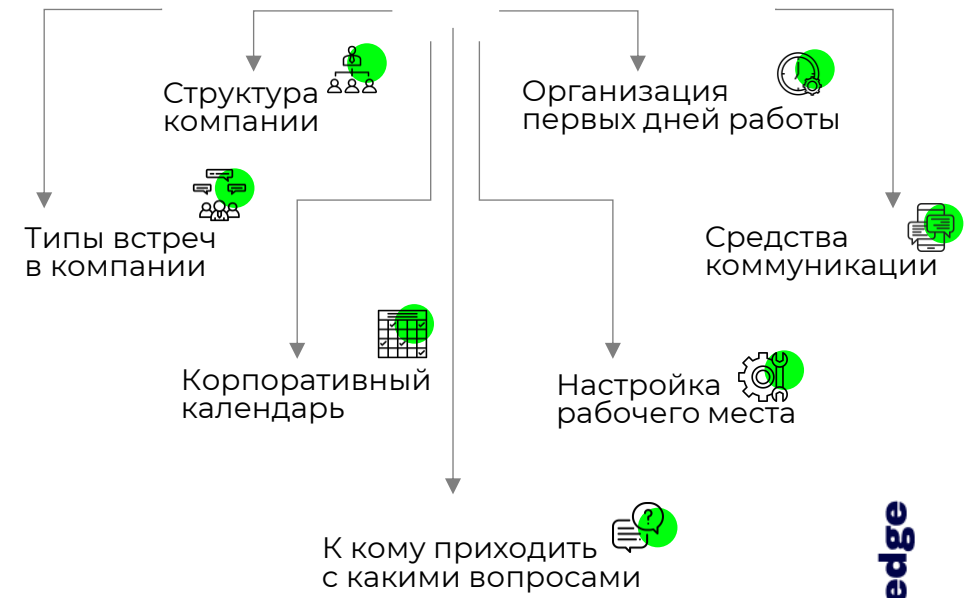 Структура
компании
Организация
первых дней работы
Типы встреч
в компании
Средства
коммуникации
Корпоративный
календарь
Настройка
рабочего места
К кому приходить
с какими вопросами
edge